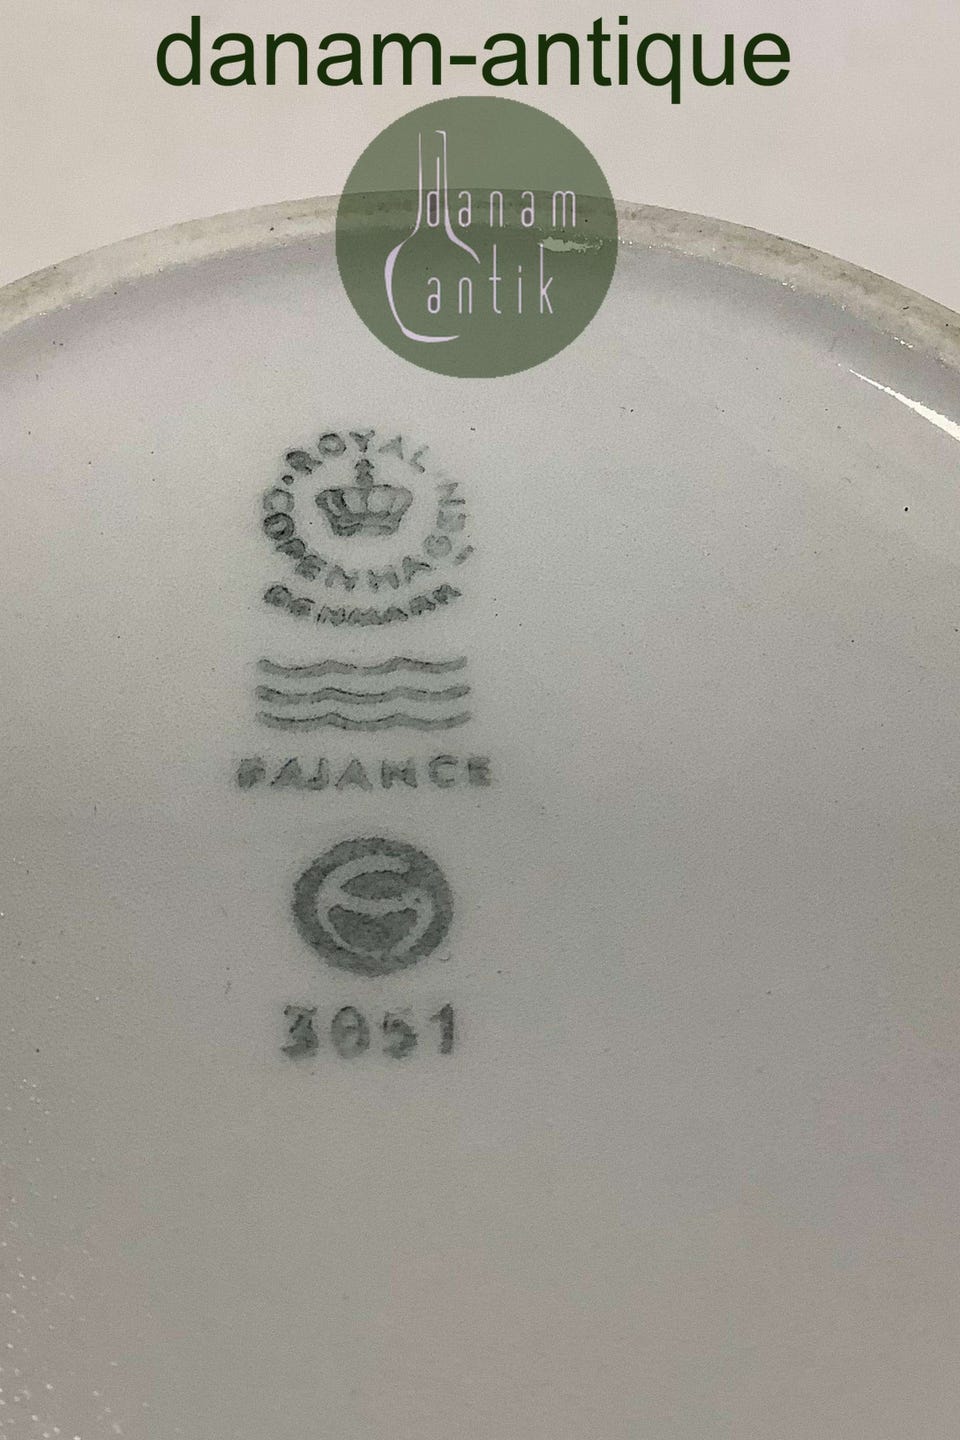 danam-antique
danam
antik
ROYAL COPENHAGEN
DENMARK
FAJANCE
3051